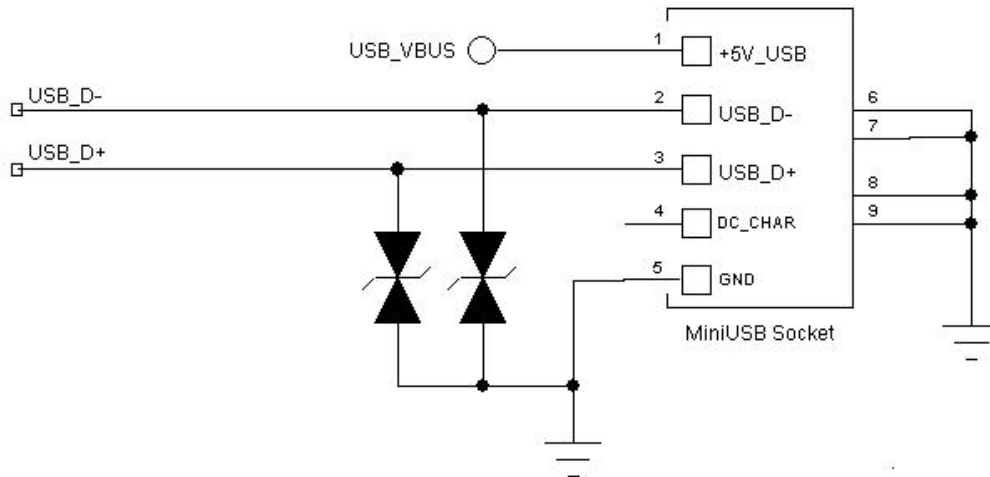 USB_VBUS
1
+5V_USB
USB_D-
2
USB_D-
6
7
USB_D+
3
USB_D+
8
4
DC_CHAR
9
5
GND
MiniUSB Socket